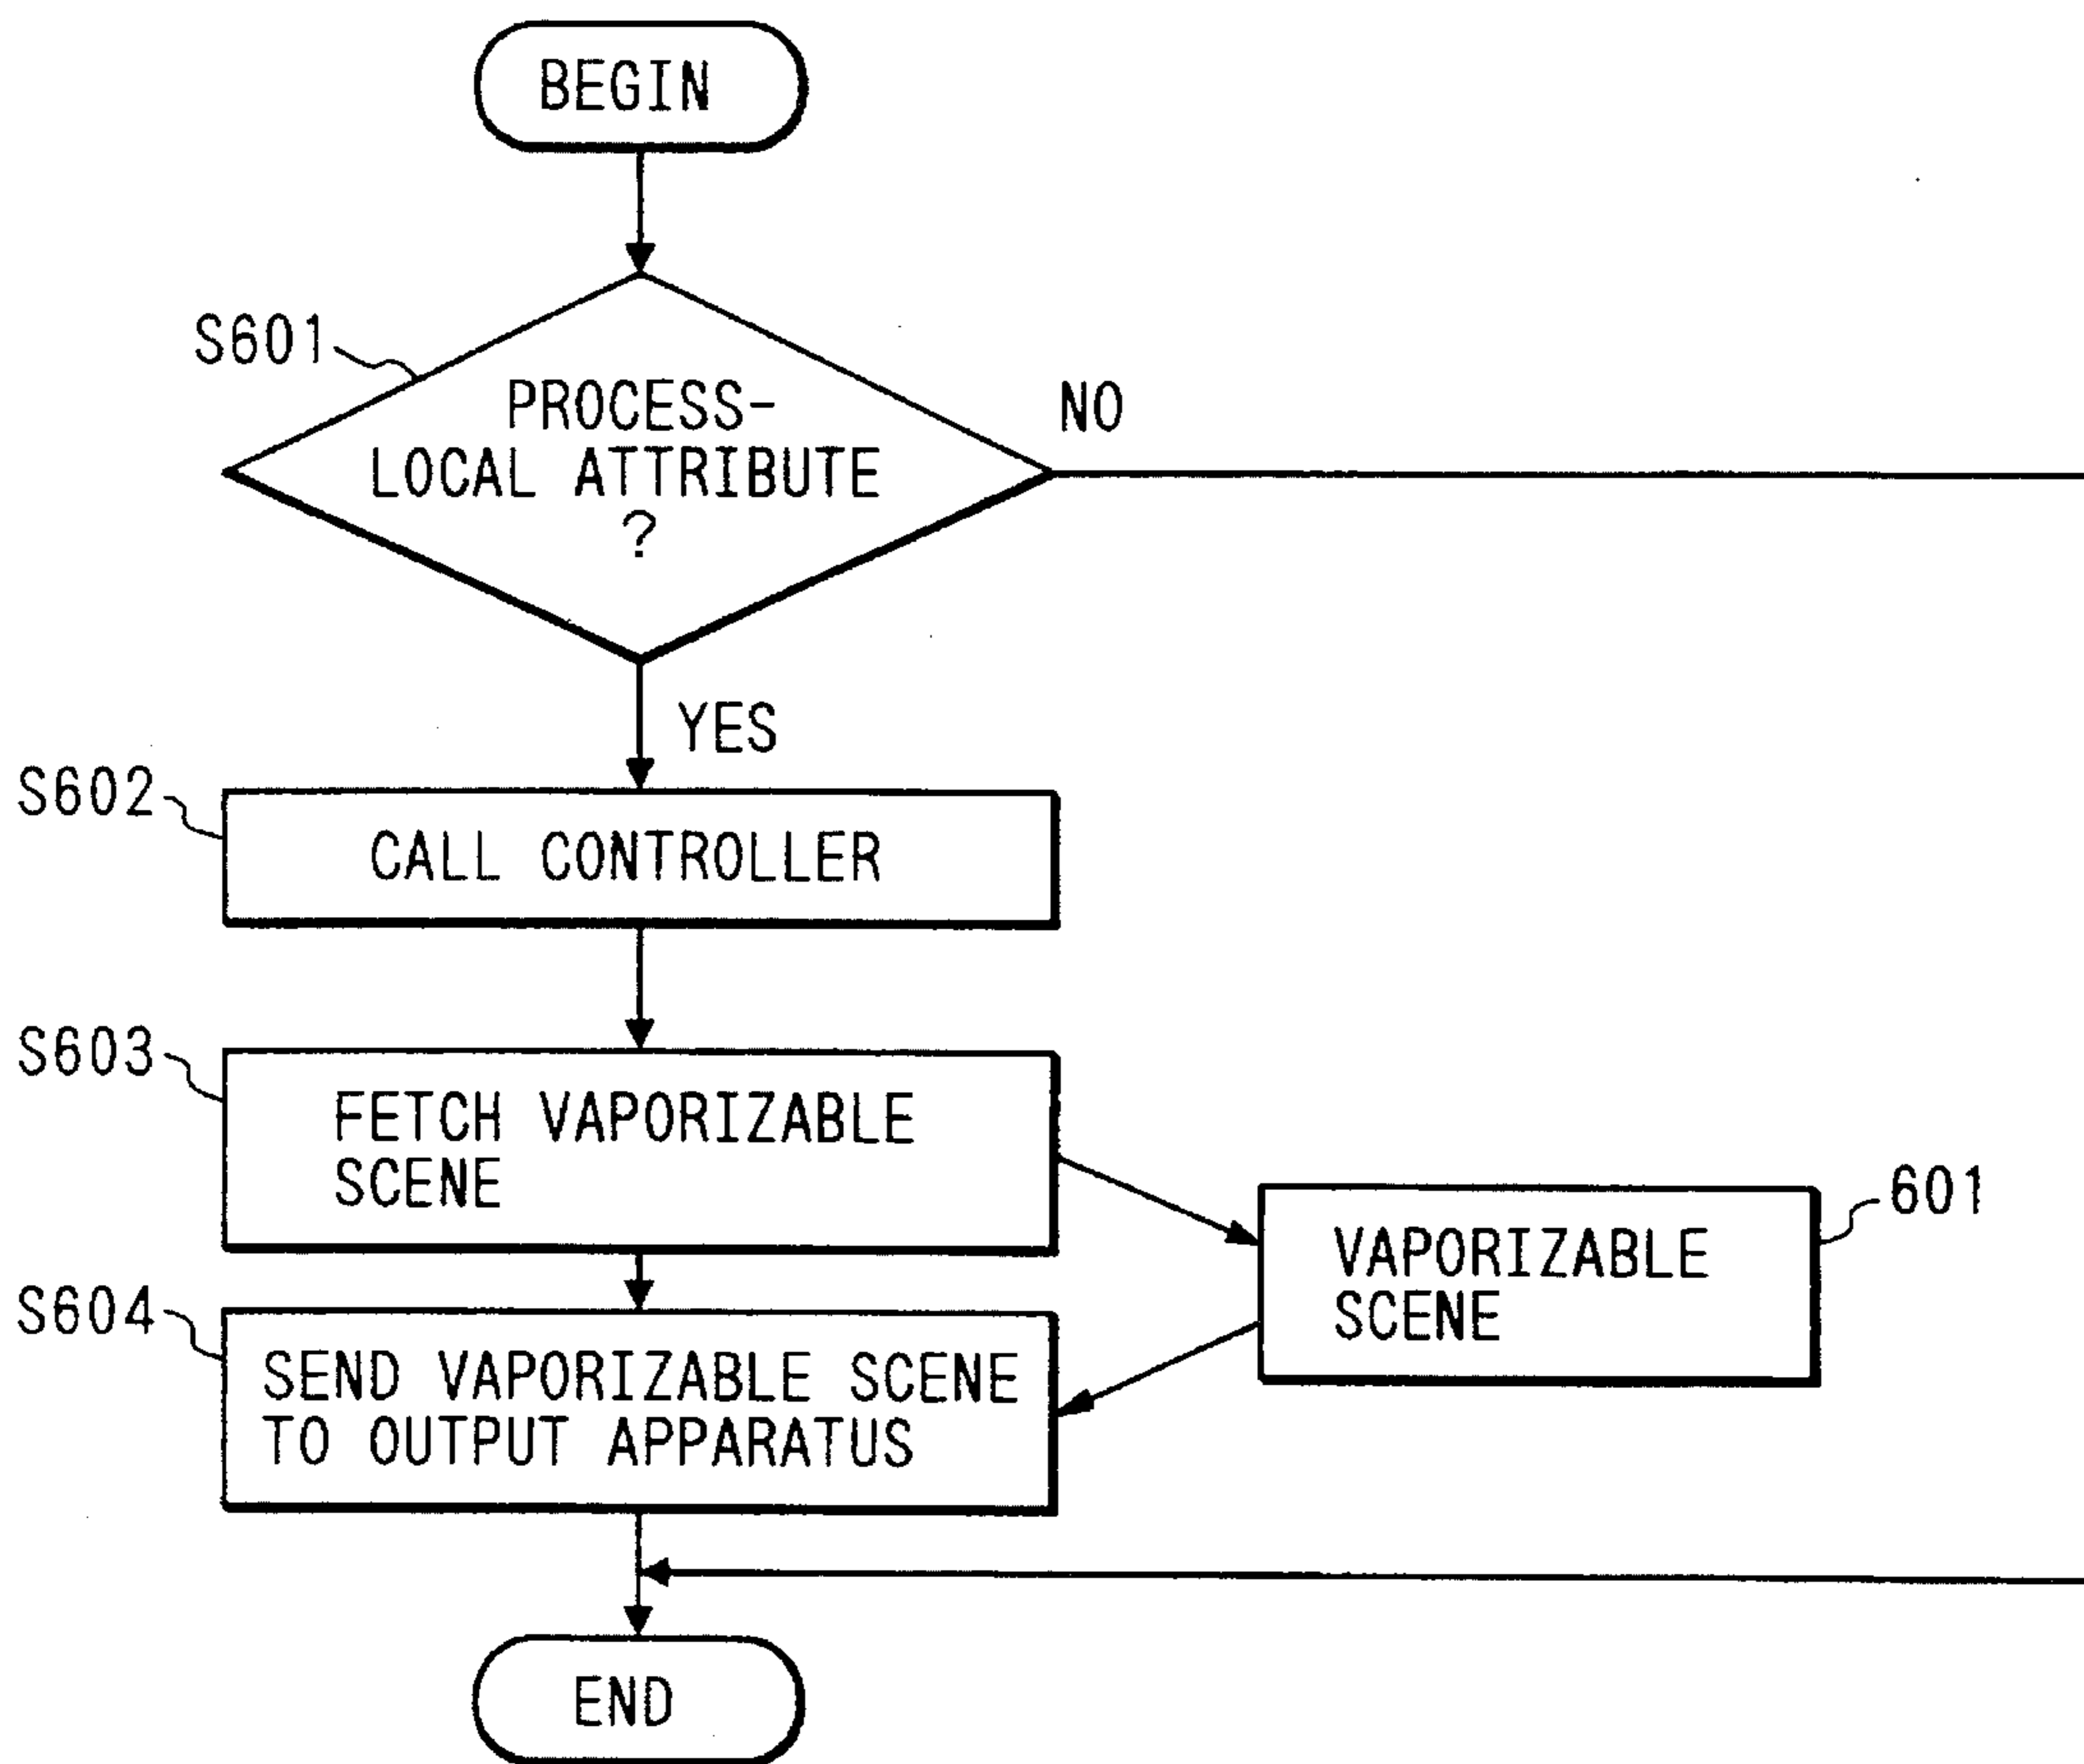 BEGIN
S601
PROCESS-
LOCAL ATTRIBUTE
?
NO
YES
S602
CALL CONTROLLER
S603
FETCH VAPORIZABLE
SCENE
601
VAPORIZABLE
SCENE
S604
SEND VAPORIZABLE SCENE
TO OUTPUT APPARATUS
END